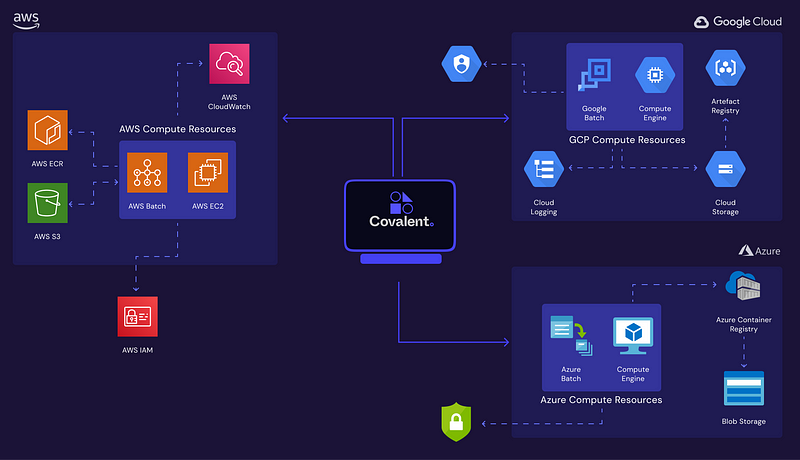 aws
AWS
CloudWatch
AWS Compute Resources
AWS ECR
AWS Batch
AWS EC2
AWS S3
AWS IAM
Covalent
Google Cloud
Google
Batch
Compute
Engine
Artefact
Registry
GCP Compute Resources
Cloud
Logging
Cloud
Storage
Azure
Azure
Batch
Compute
Engine
Azure Container
Registry
Azure Compute Resources
Blob Storage